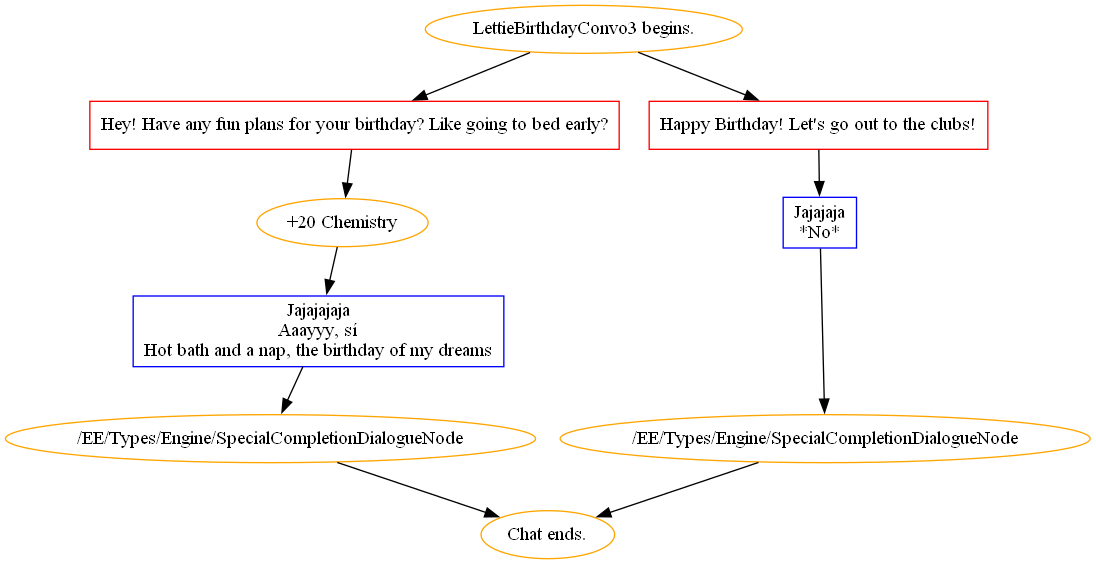 LettieBirthdayConvo3 begins.
Hey! Have any fun plans for your birthday? Like going to bed early?
Happy Birthday! Let's go out to the clubs!
+20 Chemistry
Jajajaja
*No*
Jajajajaja
Aaayyy, sí
Hot bath and a nap, the birthday of my dreams
/EE/Types/Engine/SpecialCompletionDialogueNode
/EE/Types/Engine/SpecialCompletionDialogueNode
Chat ends.